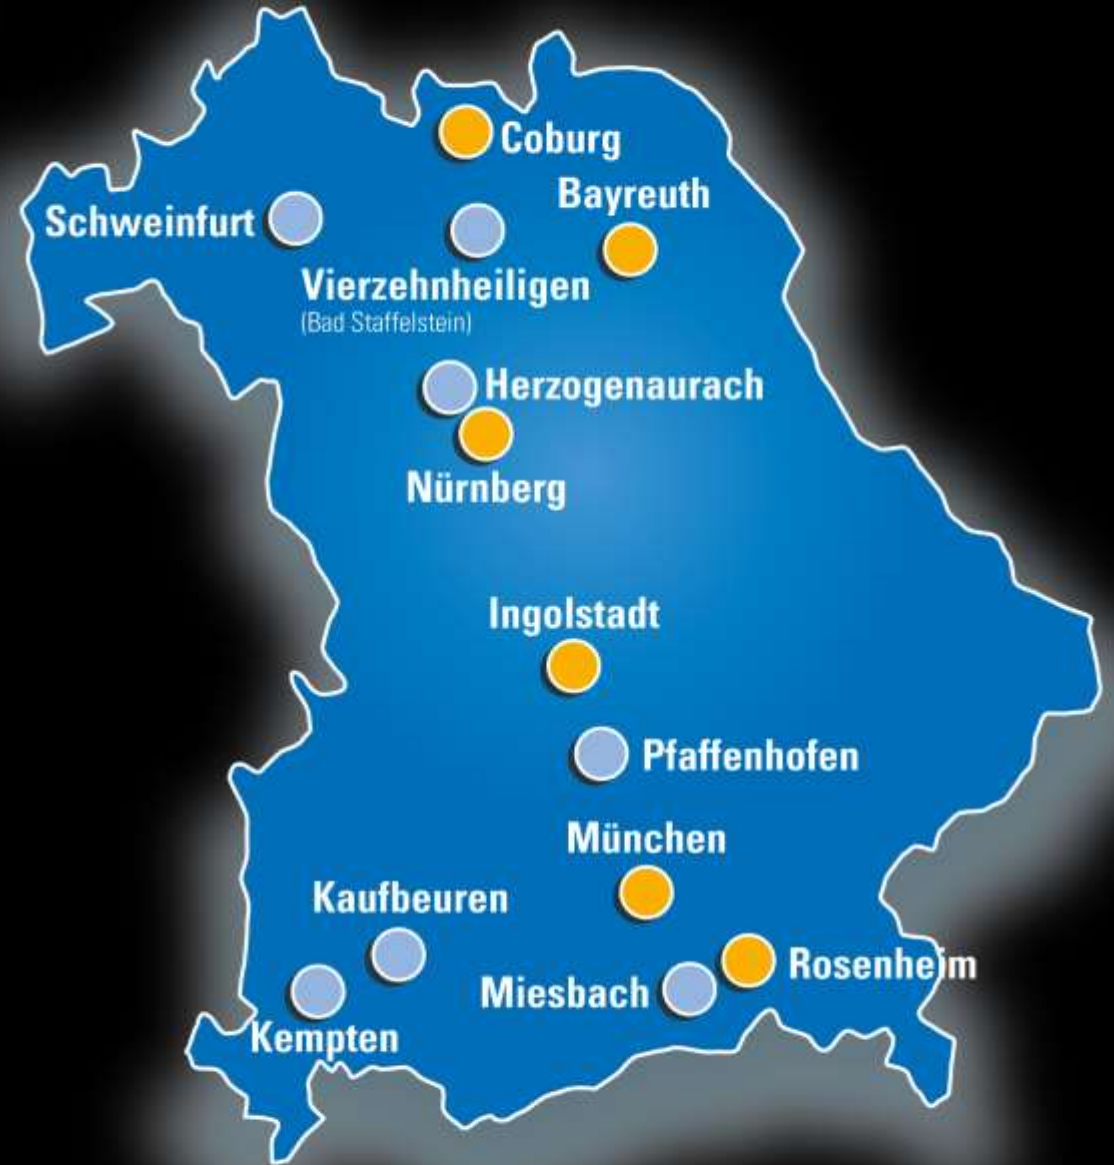 Coburg
Bayreuth
Schweinfurt
Vierzehnheiligen
(Bad Staffelstein)
Herzogenaurach
Nürnberg
Ingolstadt
Pfaffenhofen
München
Kaufbeuren
Rosenheim
Miesbach
Kempten